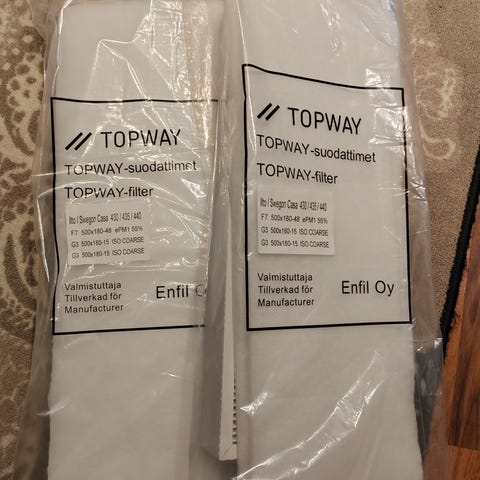 TOPWAY
TOPWAY-suodattimet
TOPWAY-filter
Ilto / Swegon Casa 430 / 435 / 440
F7 500x180-48 ePM1 55%
G3 500x180-15 ISO COARSE
G3 500x180-15 ISO COARSE
Valmistuttaja
Tillverkad för
Manufacturer
Enfil Oy
TOPWAY
TOPWAY-suodattimet
TOPWAY-filter
Ilto / Swegon Casa 430 / 435 / 440
F7 500x180-48 ePM1 55%
G3 500x180-15 ISO COARSE
G3 500x180-15 ISO COARSE
Valmistuttaja
Tillverkad för
Manufacturer
Enfil Oy